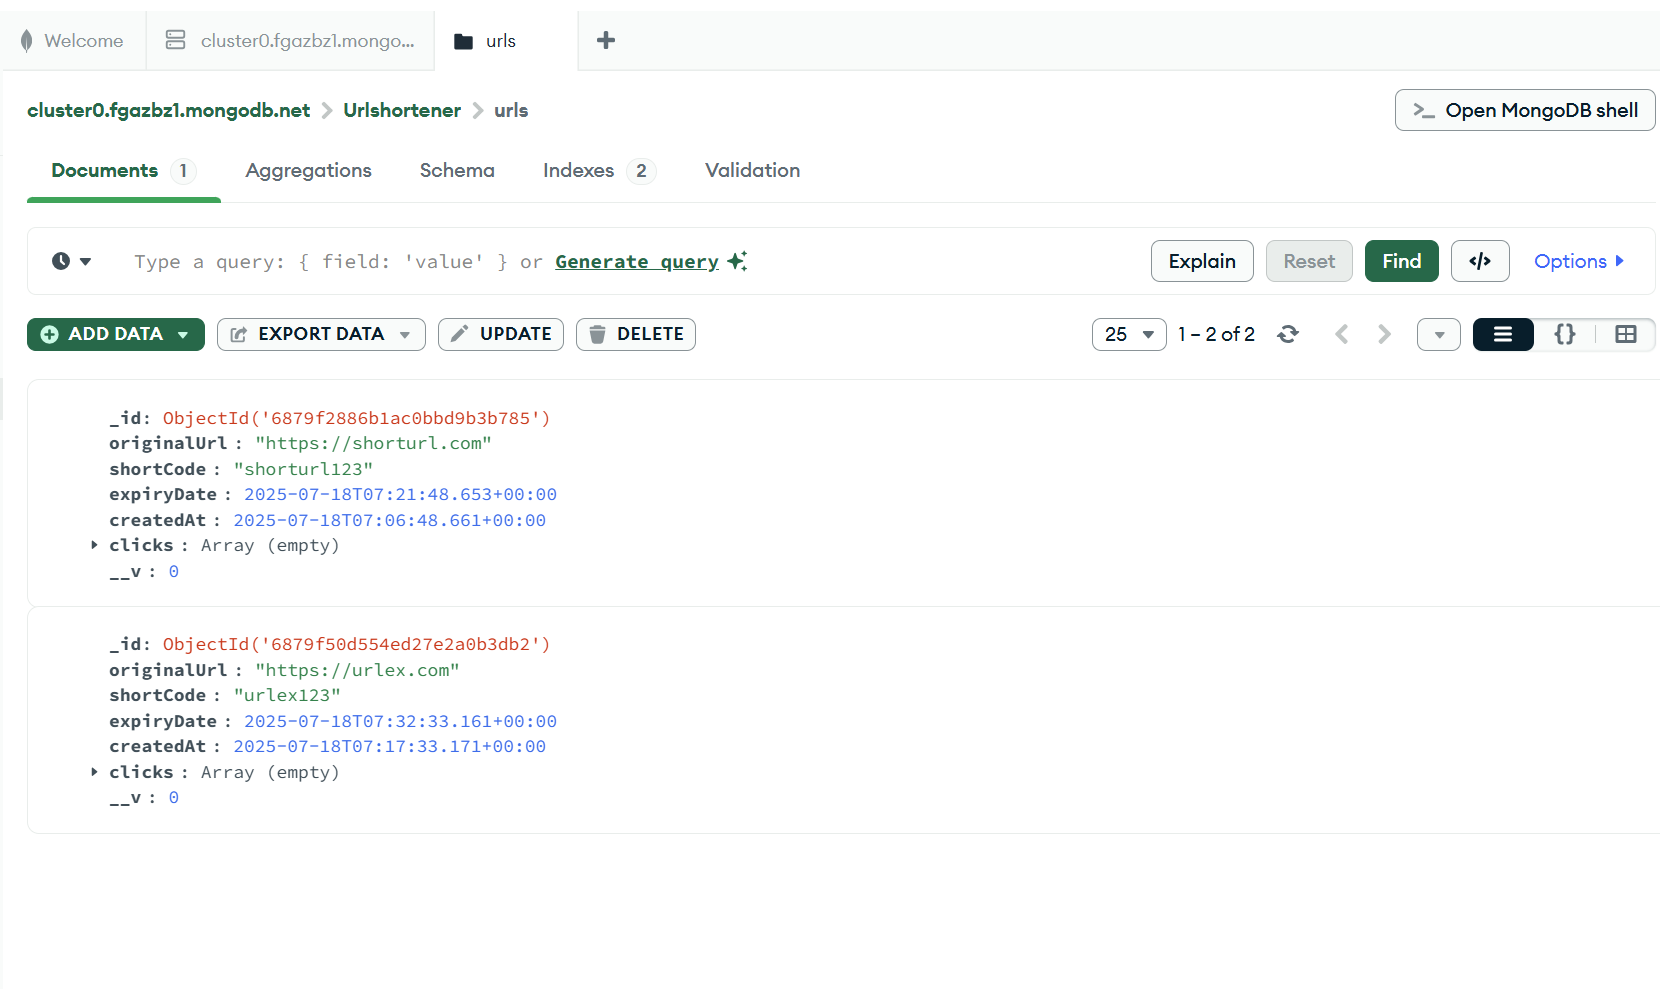 Welcome
cluster0.fgazbz1.mongo...
urls
cluster0.fgazbz1.mongodb.net > Urlshortener > urls
>_ Open MongoDB shell
Documents 1 Aggregations Schema Indexes 2 Validation
Type a query: { field: 'value' } or Generate query
Explain Reset Find </> Options
ADD DATA EXPORT DATA UPDATE DELETE
25 1 – 2 of 2 {}
_id: ObjectId('6879f2886b1ac0bbd9b3b785')
originalUrl : "https://shorturl.com"
shortCode : "shorturl123"
expiryDate : 2025-07-18T07:21:48.653+00:00
createdAt : 2025-07-18T07:06:48.661+00:00
clicks : Array (empty)
__v : 0
_id: ObjectId('6879f50d554ed27e2a0b3db2')
originalUrl : "https://urlex.com"
shortCode : "urlex123"
expiryDate : 2025-07-18T07:32:33.161+00:00
createdAt : 2025-07-18T07:17:33.171+00:00
clicks : Array (empty)
__v : 0